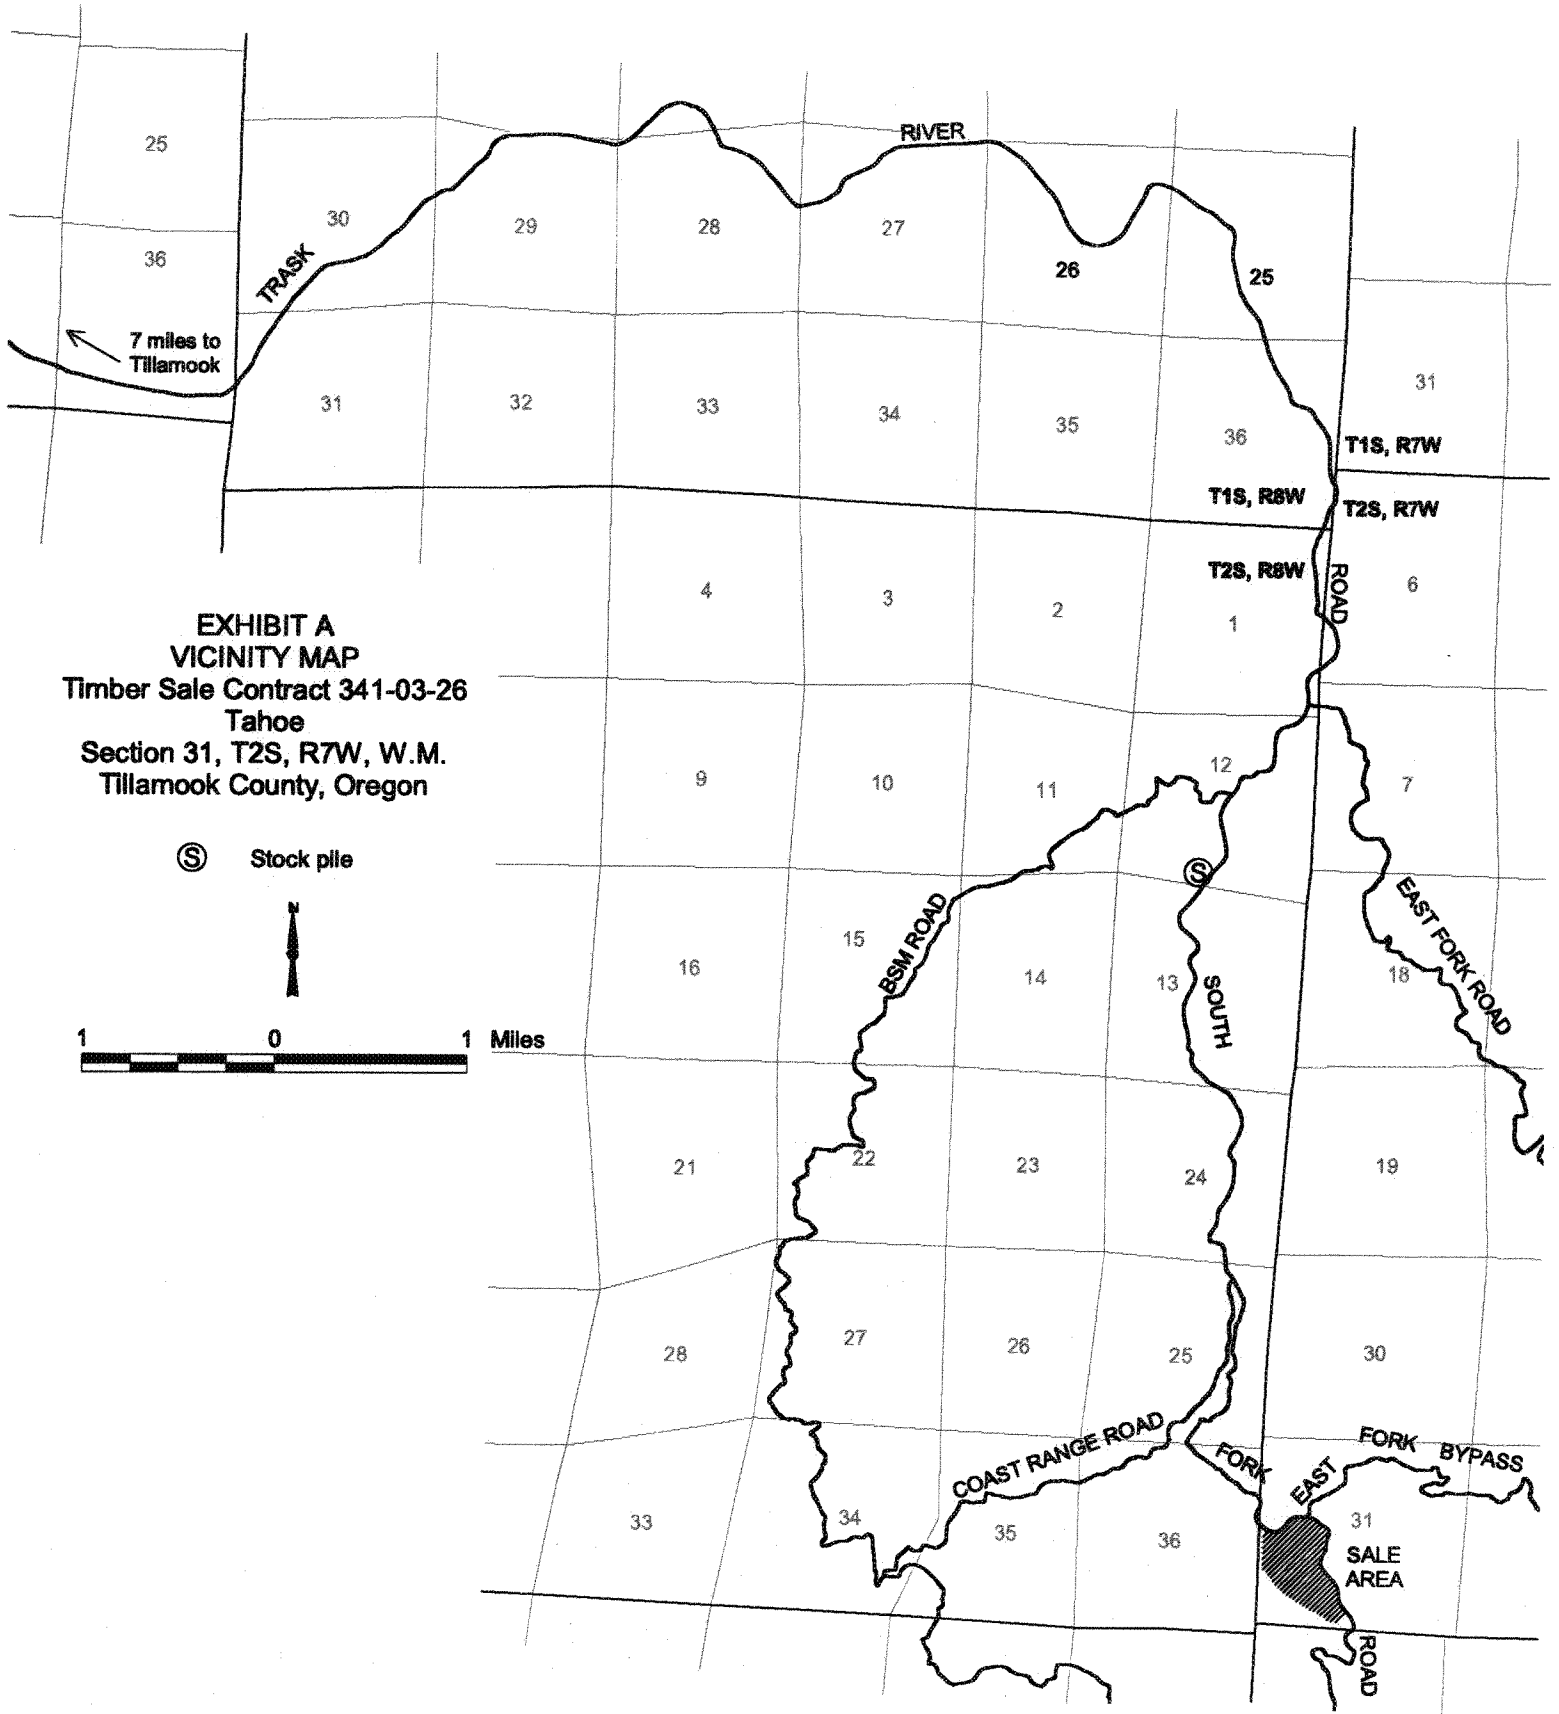 RIVER
25
30
29
28
27
TRASK
36
26
25
7 miles to
Tillamook
31
31
32
33
34
35
36
T1S, R7W
T1S, R8W
T2S, R7W
T2S, R8W
ROAD
4
3
2
1
6
EXHIBIT A
VICINITY MAP
Timber Sale Contract 341-03-26
Tahoe
Section 31, T2S, R7W, W.M.
Tillamook County, Oregon
S Stock pile
N
1 0 1 Miles
9
10
11
12
7
S
BSM ROAD
EAST FORK ROAD
16
15
14
13
18
SOUTH
21
22
23
24
19
28
27
26
25
30
COAST RANGE ROAD
FORK
EAST
FORK BYPASS
33
34
35
36
31
SALE
AREA
ROAD